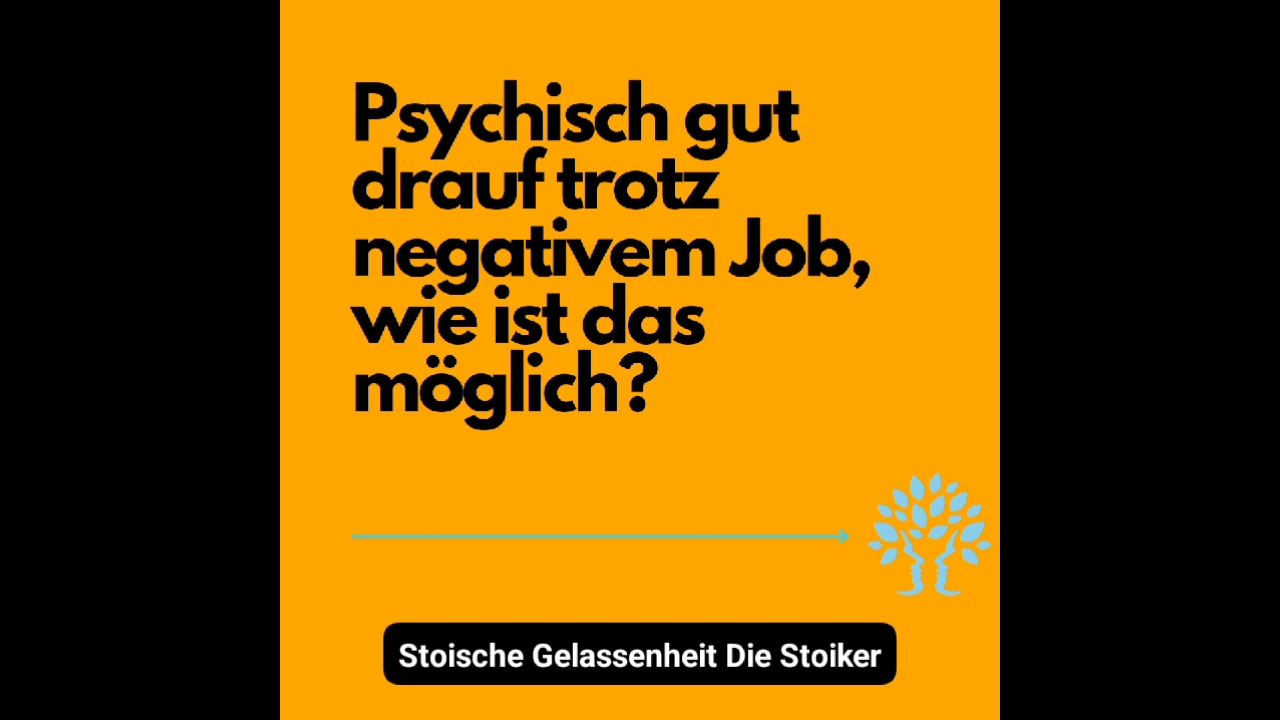 Psychisch gut
drauf trotz
negativem Job,
wie ist das
möglich?
Stoische Gelassenheit Die Stoiker